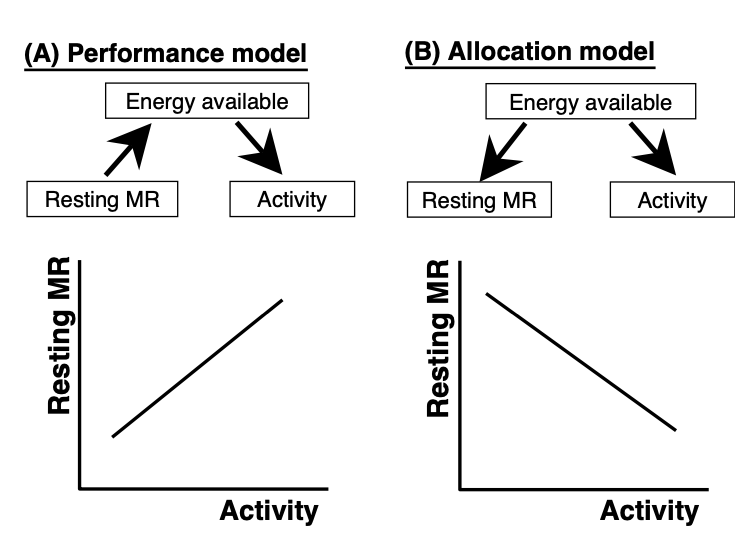 (A) Performance model
Energy available
Resting MR
Activity
Resting MR
Activity
(B) Allocation model
Energy available
Resting MR
Activity
Resting MR
Activity